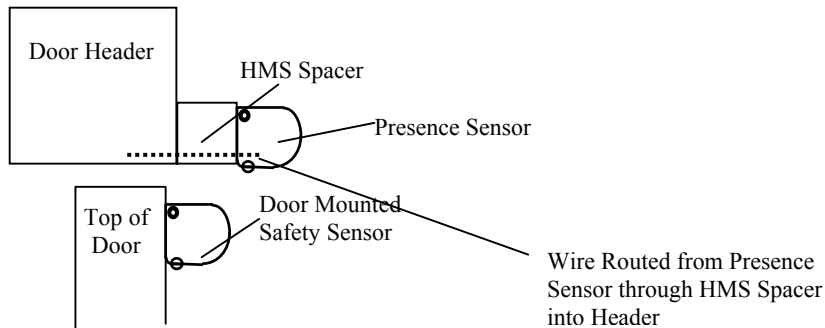 Door Header
HMS Spacer
Presence Sensor
Top of
Door
Door Mounted
Safety Sensor
Wire Routed from Presence
Sensor through HMS Spacer
into Header